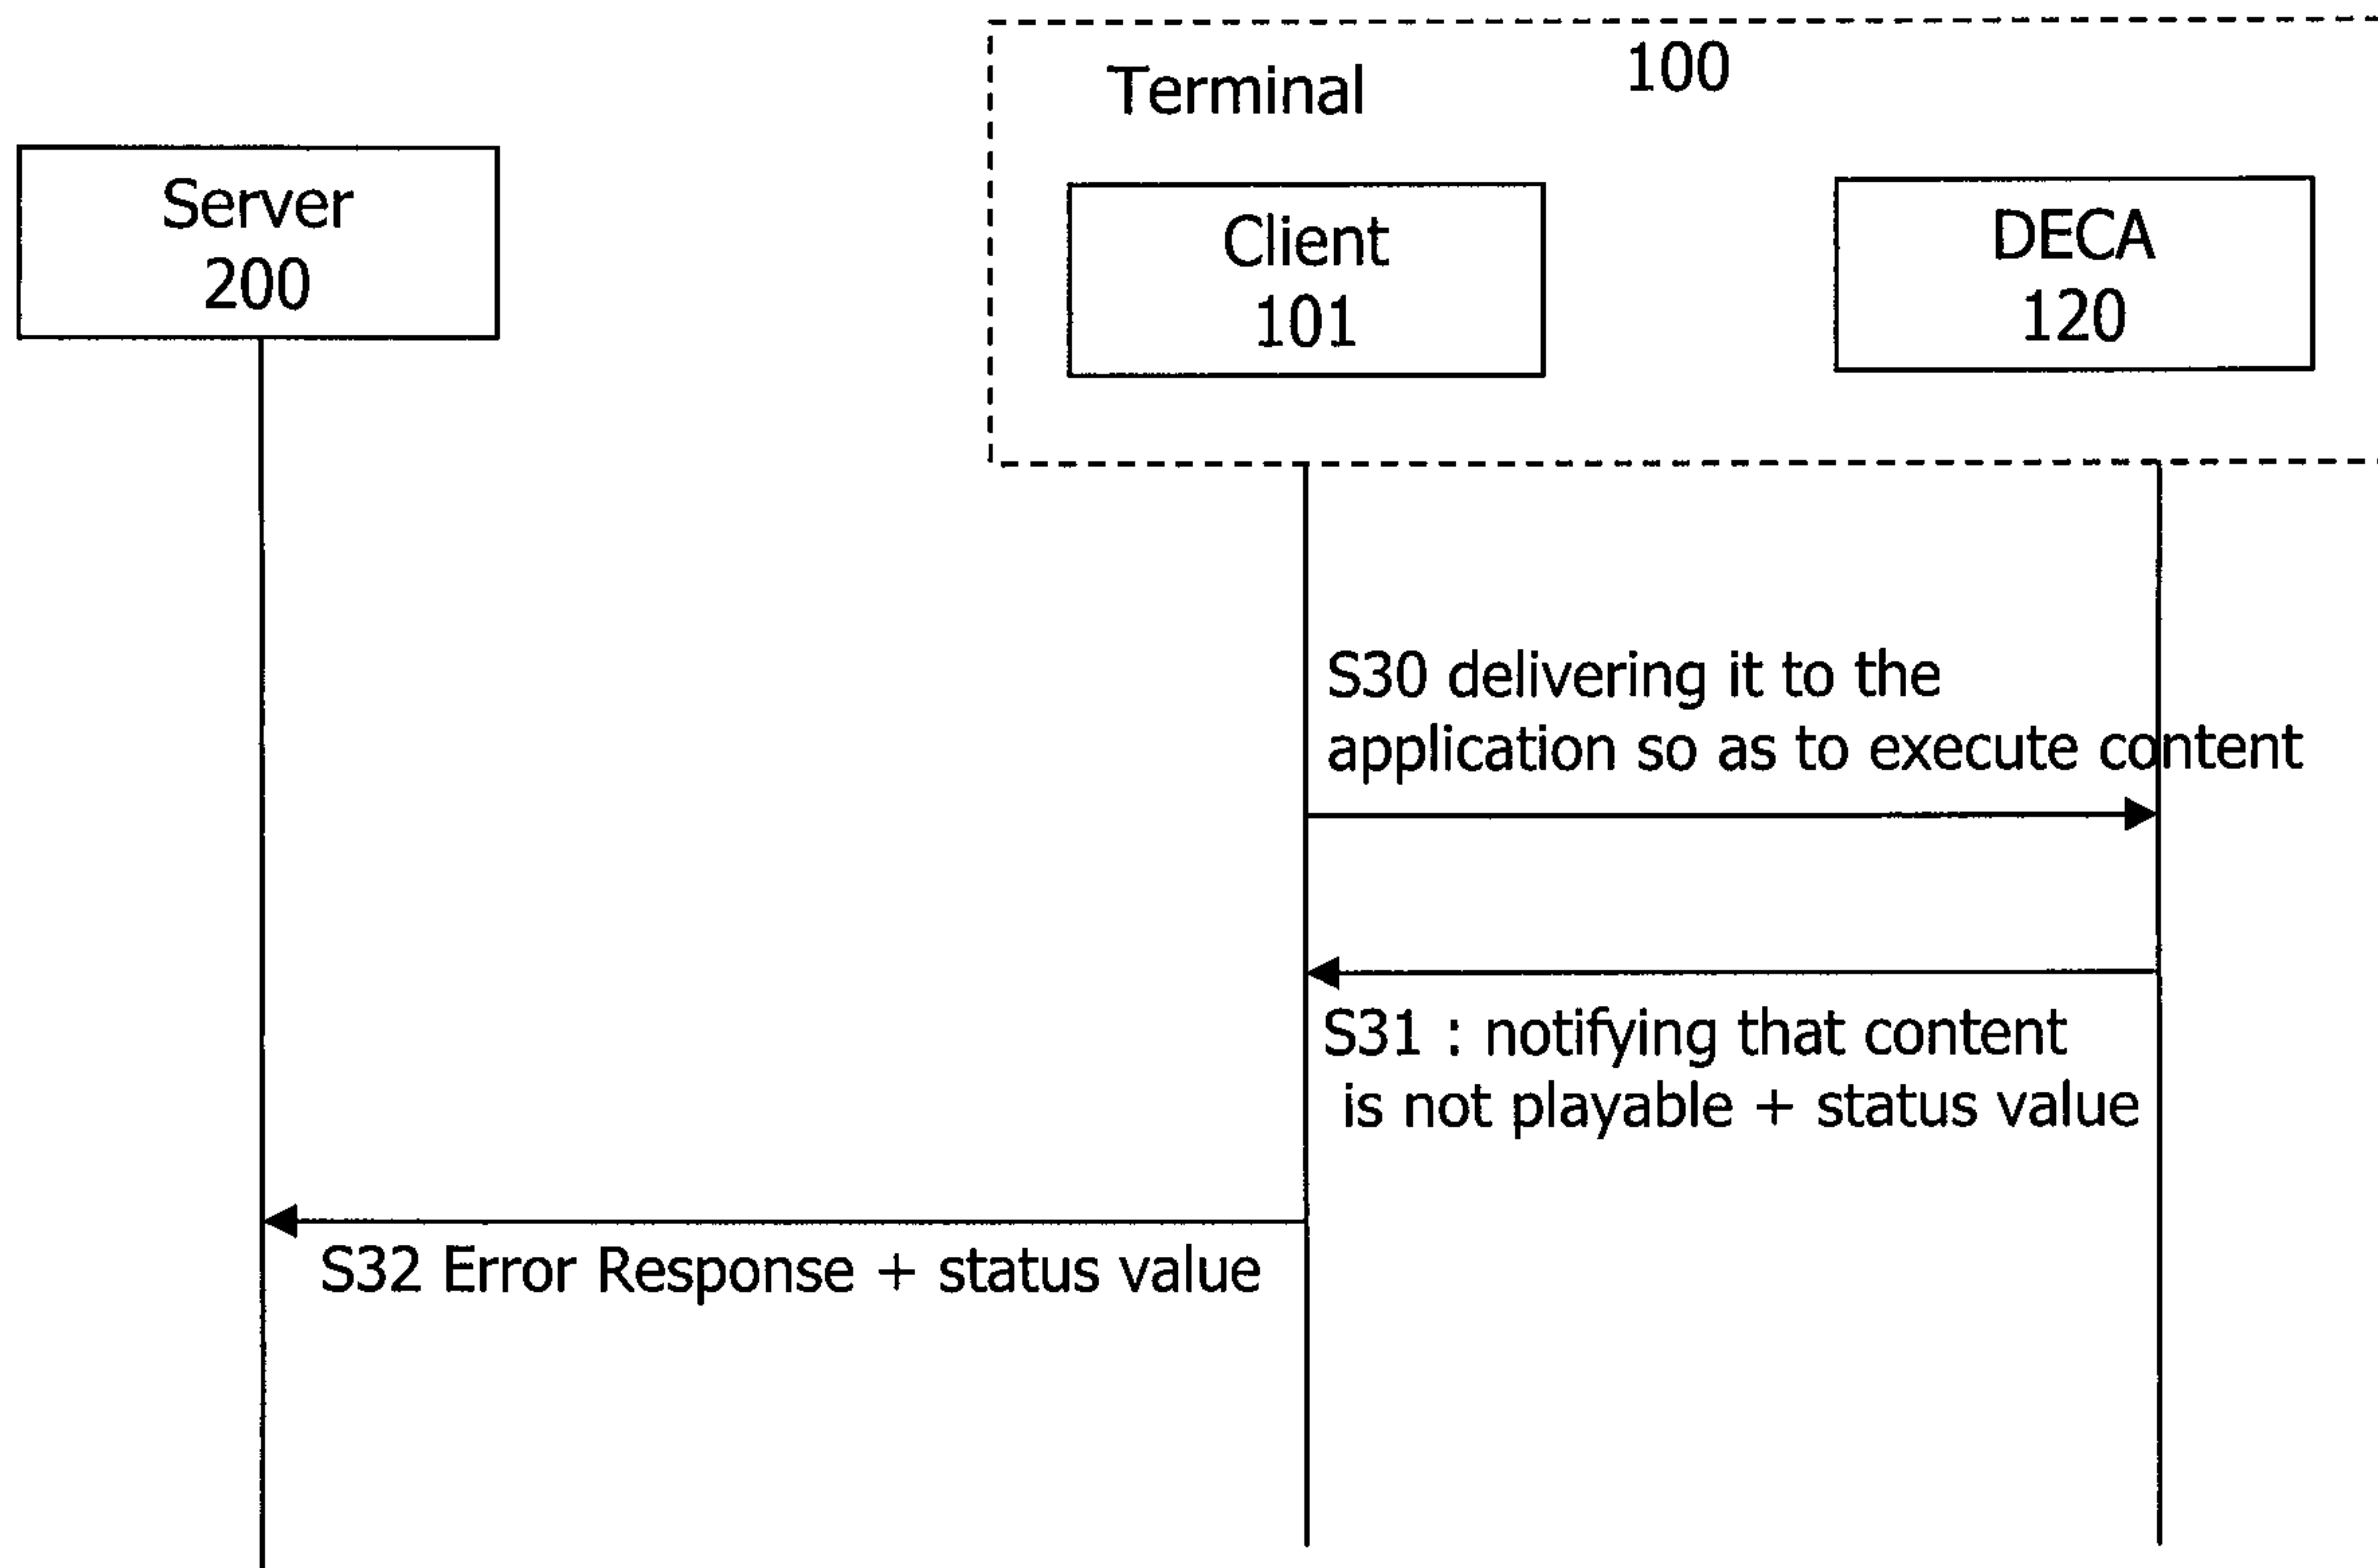 Terminal
100
Server
200
Client
101
DECA
120
S30 delivering it to the
application so as to execute content
S31 : notifying that content
is not playable + status value
S32 Error Response + status value